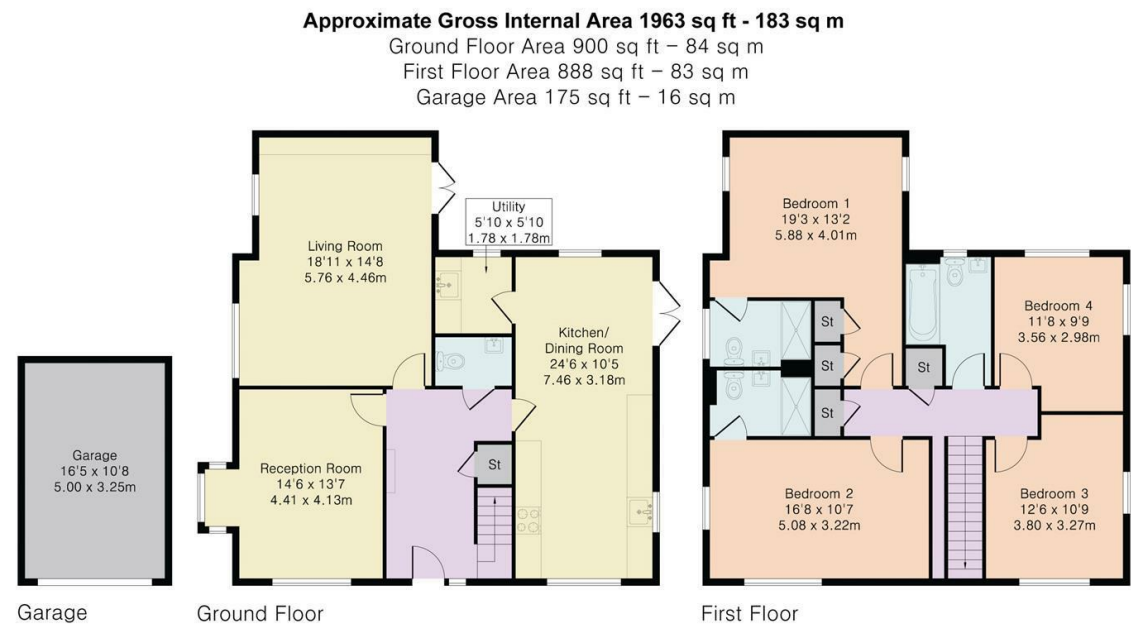 Approximate Gross Internal Area 1963 sq ft - 183 sq m
Ground Floor Area 900 sq ft – 84 sq m
First Floor Area 888 sq ft – 83 sq m
Garage Area 175 sq ft – 16 sq m
Garage
16'5 x 10'8
5.00 x 3.25m
Garage
Living Room
18'11 x 14'8
5.76 x 4.46m
Utility
5'10 x 5'10
1.78 x 1.78m
Kitchen/
Dining Room
24'6 x 10'5
7.46 x 3.18m
Reception Room
14'6 x 13'7
4.41 x 4.13m
St
Ground Floor
Bedroom 1
19'3 x 13'2
5.88 x 4.01m
Bedroom 4
11'8 x 9'9
3.56 x 2.98m
St
St
St
St
Bedroom 2
16'8 x 10'7
5.08 x 3.22m
Bedroom 3
12'6 x 10'9
3.80 x 3.27m
First Floor